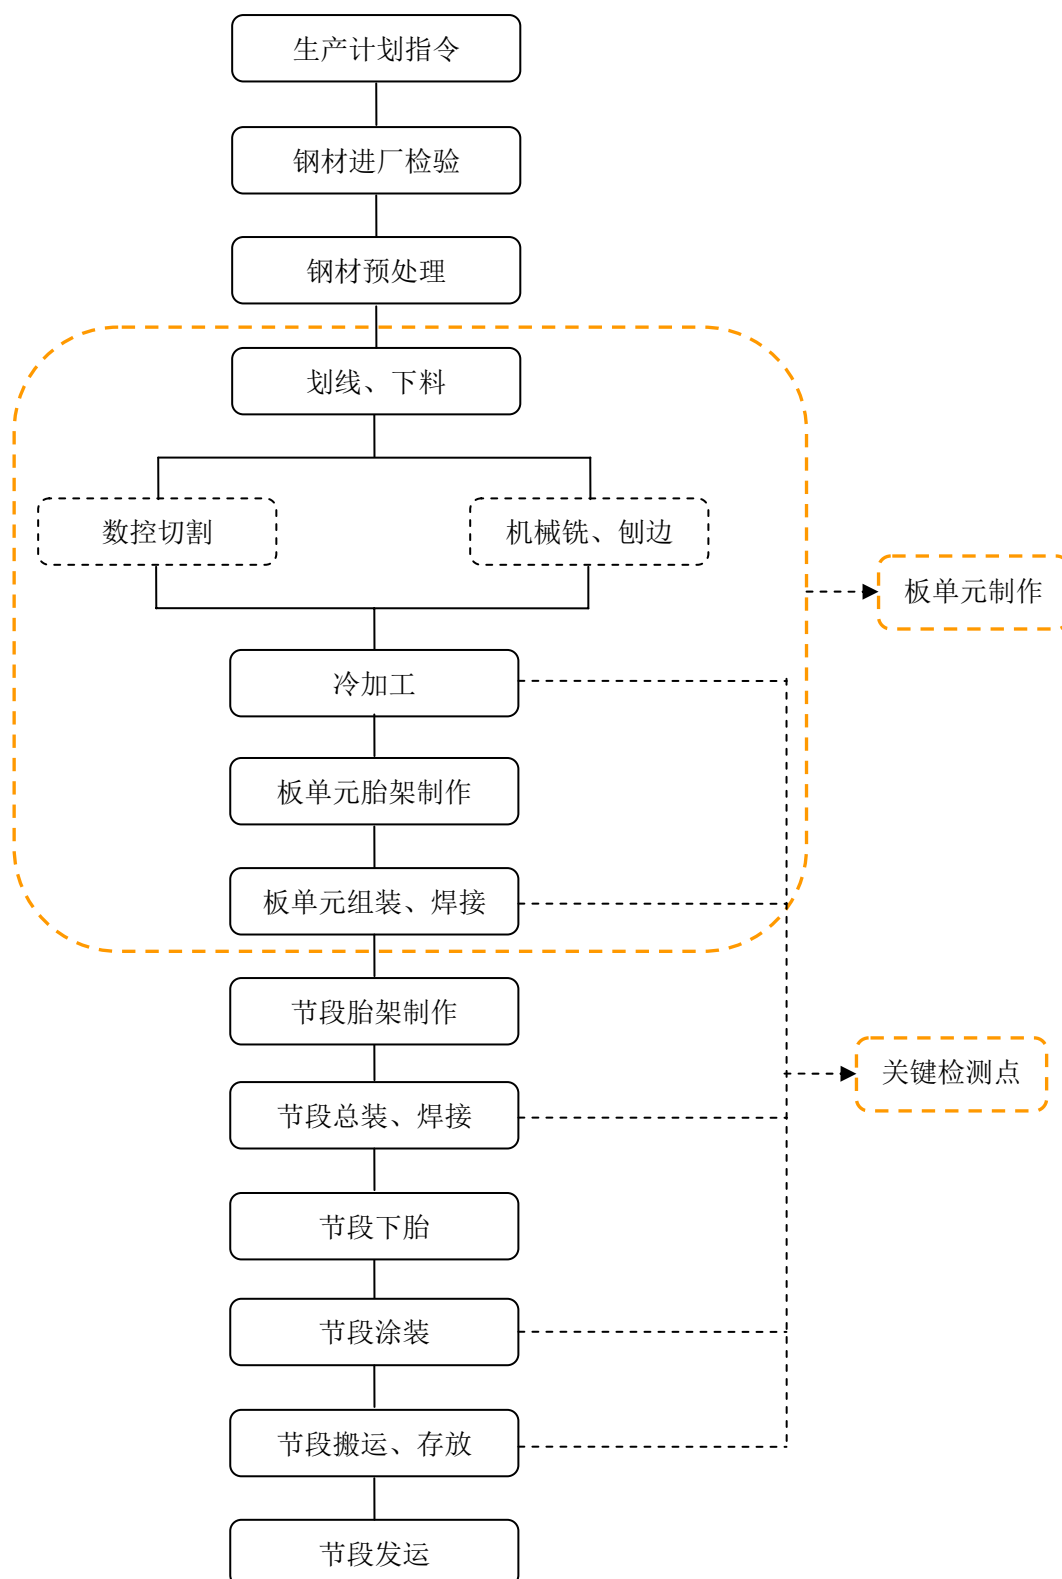 生产计划指令
钢材进厂检验
钢材预处理
划线、下料
数控切割
机械铣、刨边
板单元制作
冷加工
板单元胎架制作
板单元组装、焊接
节段胎架制作
关键检测点
节段总装、焊接
节段下胎
节段涂装
节段搬运、存放
节段发运